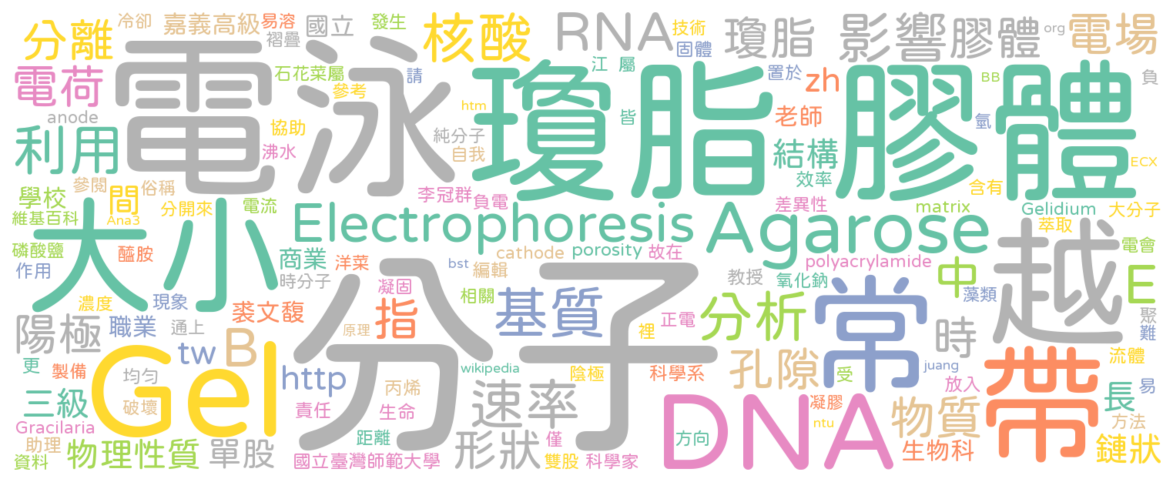 冷卻 嘉義高級 易溶 國立 發生 RNA 瓊脂 影響 膠體 org 電場
分離 褶疊 核酸 技術 固體
電荷 電泳 石花菜屬 請 江 屬 置於 zh BB 負
anode 參考 瓊脂膠體
利用 協助 htm 純分子 皆 老師 氫
沸水 自我 結構 ECX
學校 參閱 俗稱 間 李冠群 負電 效率 含有
維基百科 Ana3 分開來 電流 差異性 matrix Gelidium 大分子
磷酸鹽 醯胺 大小 Electrophoresis Agarose 萃取
作用 商業 洋菜 cathode porosity 故在 polyacrylamide 電會
時分子 bst 編輯 教授 氧化鈉 中 E
濃度 現象 裘文馥 凝固 相關 基質 裡 正電 分析 常 藻類 越 聚
陽極 職業 通上 指 原理 時 難
更 製備 均勻 tw B http 分子 wikipedia 陰極 科學系 孔隙 受 juang 流體
三級 破壞 Gel 丙烯 速率 放入 帶 長 易
Gracilaria 責任 生命 DNA 凝膠 物質 方法
助理 物理性質 單股 距離 形狀 僅 方向 ntu 生物科 鏈狀
資料 國立臺灣師範大學 雙股 科學家